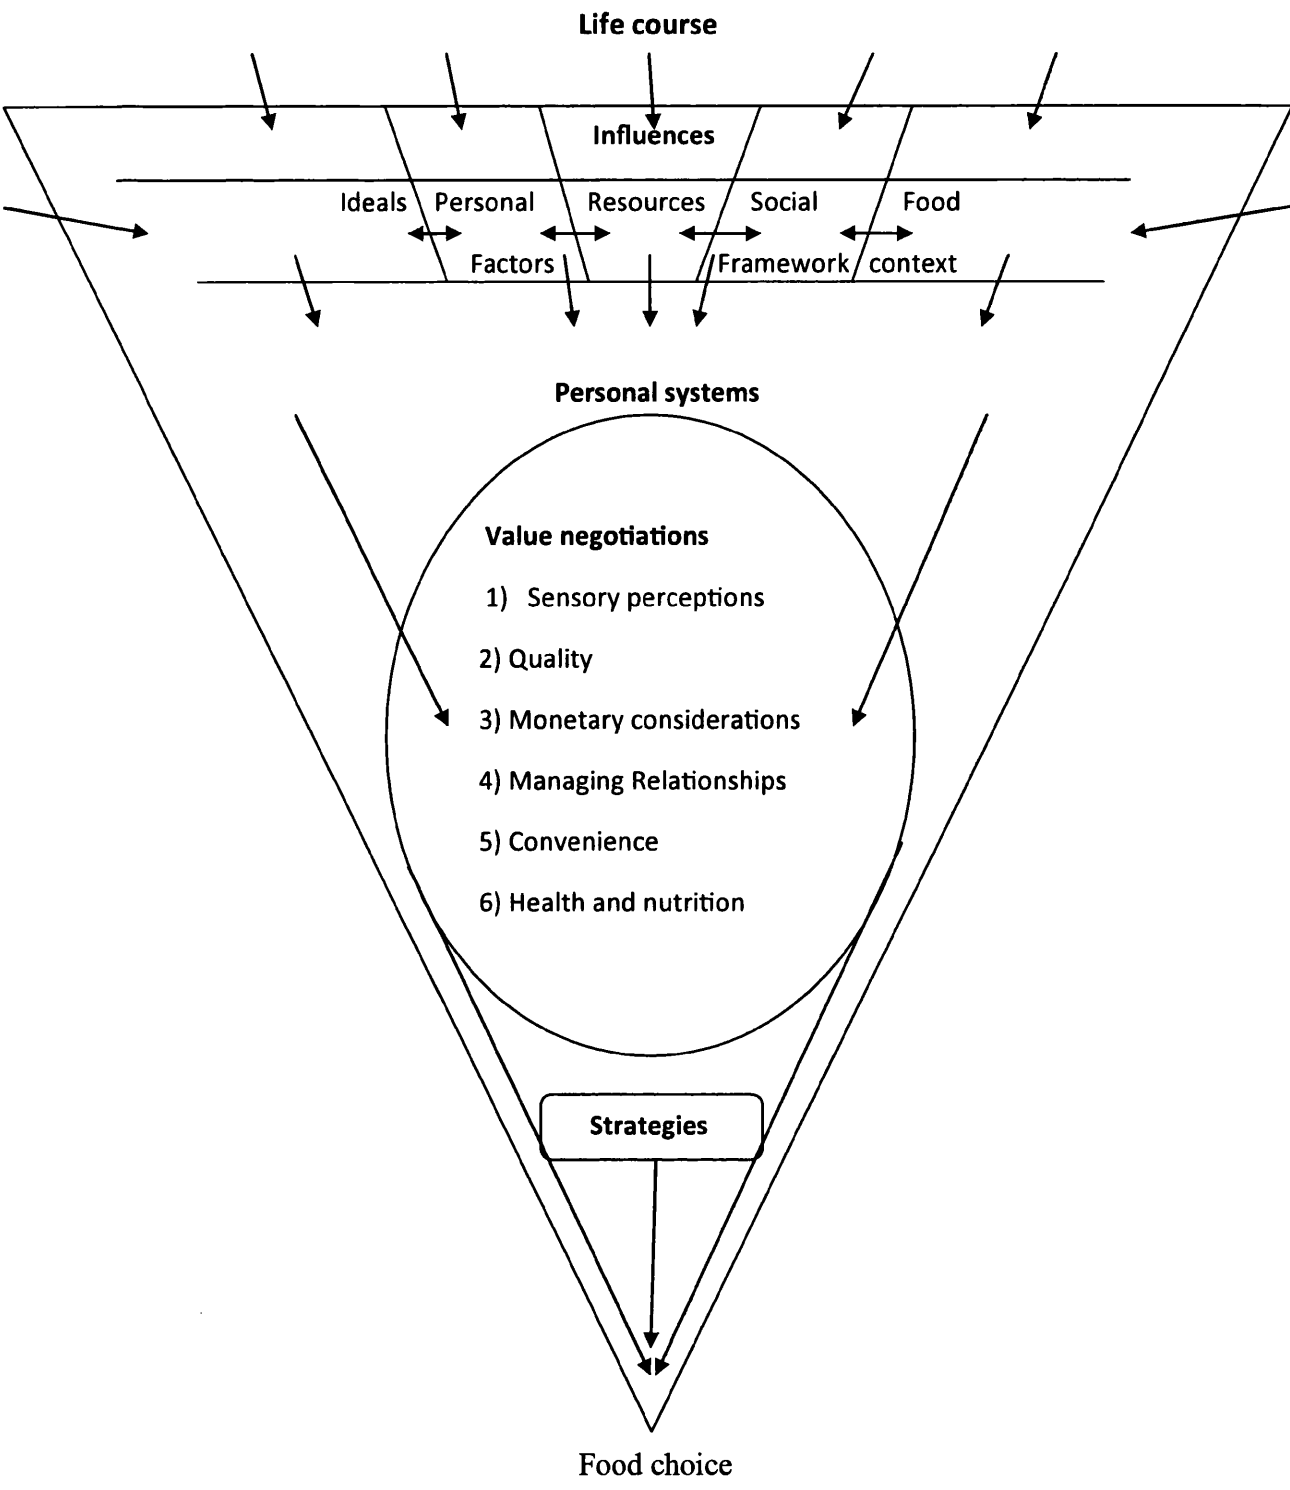 Life course
Influences
Ideals Personal Resources Social Food
Factors Framework context
Personal systems
Value negotiations
1) Sensory perceptions
2) Quality
3) Monetary considerations
4) Managing Relationships
5) Convenience
6) Health and nutrition
Strategies
Food choice